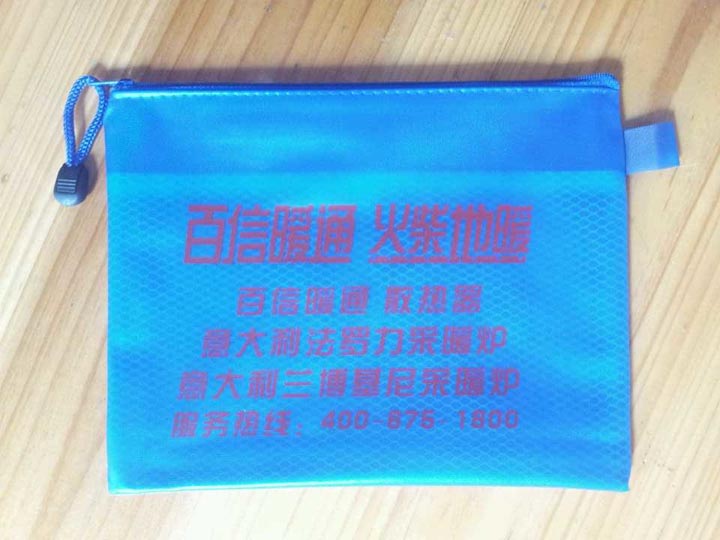 百信暖通 火柴地暖
百信暖通 散热器
意大利法罗力采暖炉
意大利兰博基尼采暖炉
服务热线：400-675-1800